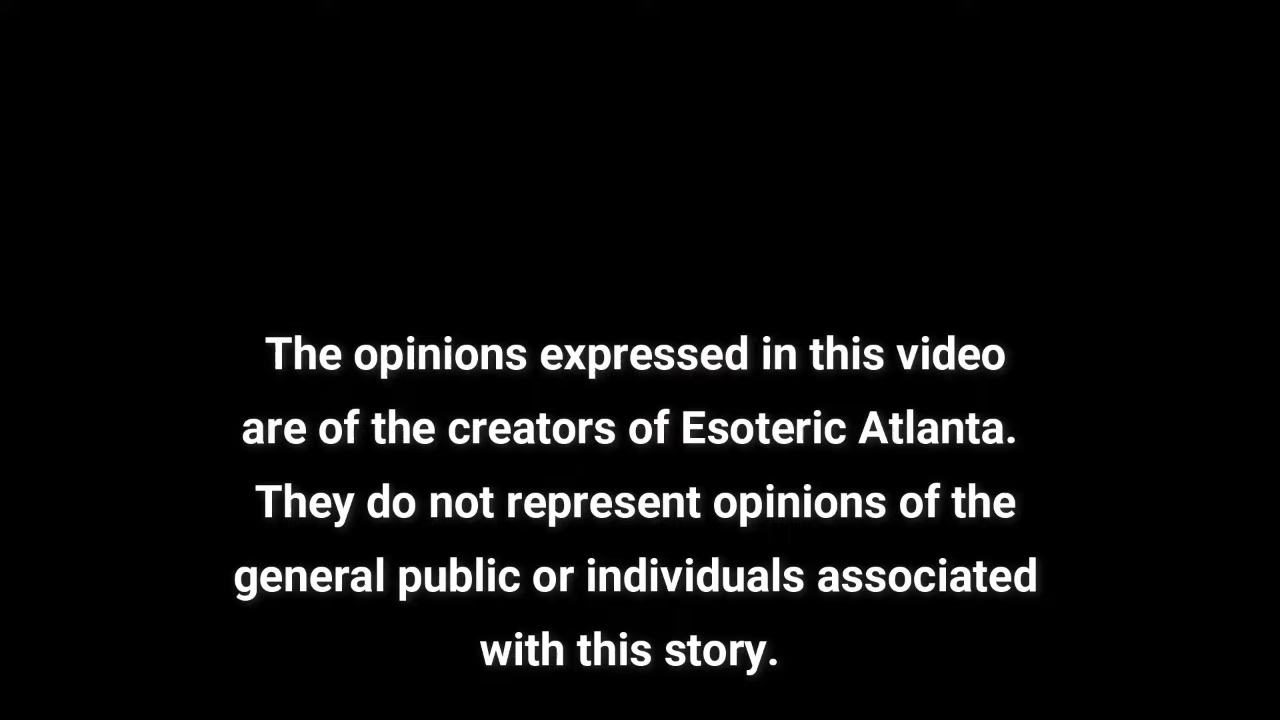 The opinions expressed in this video
are of the creators of Esoteric Atlanta.
They do not represent opinions of the
general public or individuals associated
with this story.